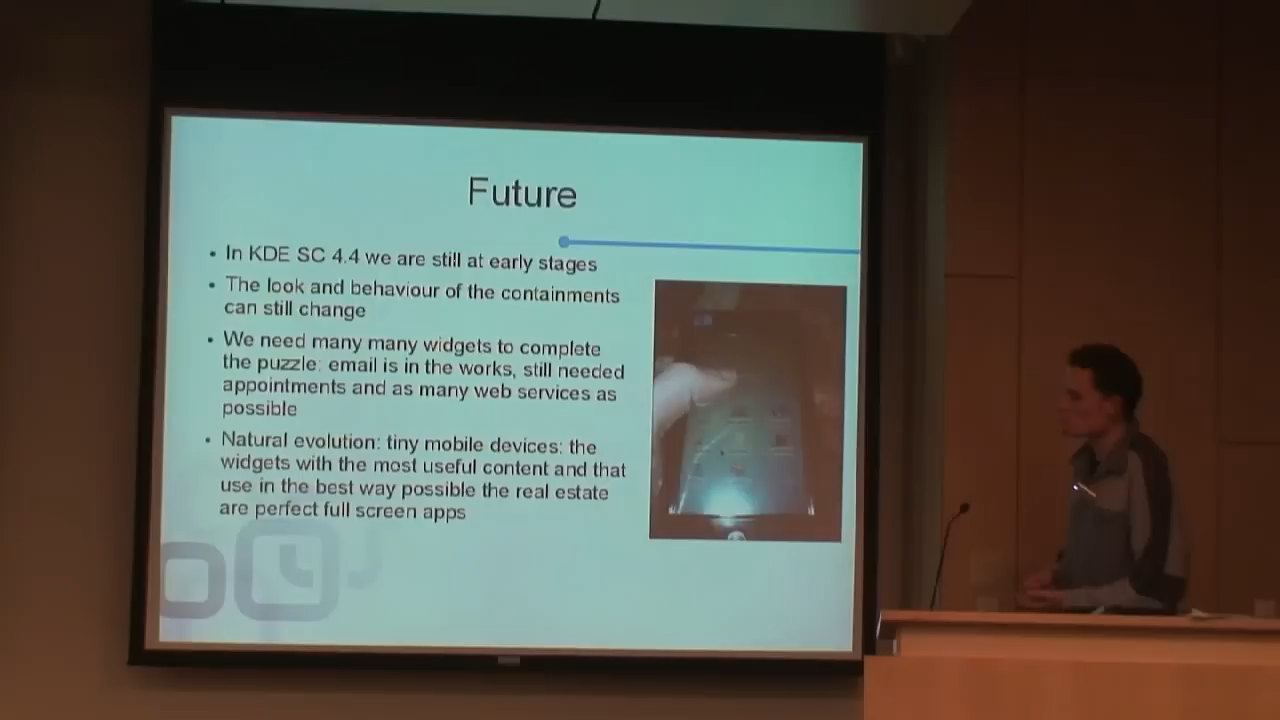 Future
• In KDE SC 4.4 we are still at early stages
• The look and behaviour of the containments
can still change
• We need many many widgets to complete
the puzzle: email is in the works, still needed
appointments and as many web services as
possible
• Natural evolution: tiny mobile devices: the
widgets with the most useful content and that
use in the best way possible the real estate
are perfect full screen apps